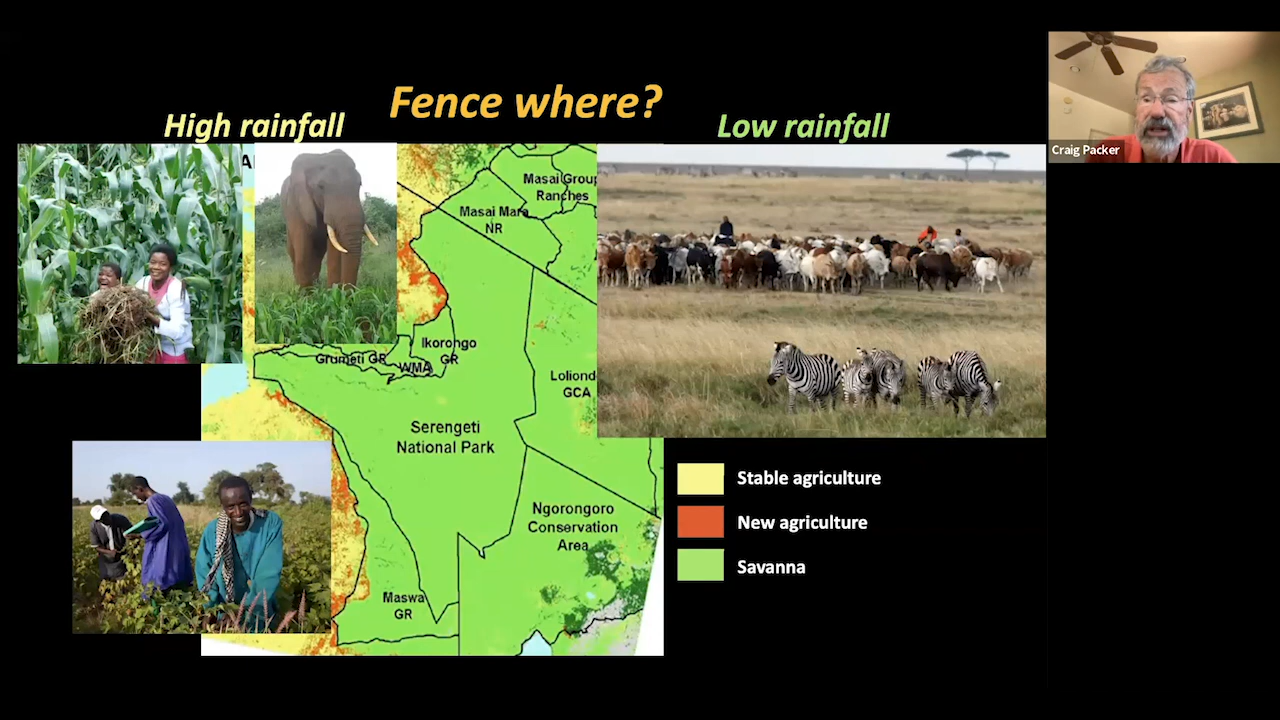 Fence where?
High rainfall
Low rainfall
Craig Packer
Masai Group
Ranches
Masai Mara
NR
Ikorongo
GR
Grumeti GR
WMA
GCA
Serengeti
National Park
Ngorongoro
Conservation
Area
Maswa
GR
Stable agriculture
New agriculture
Savanna